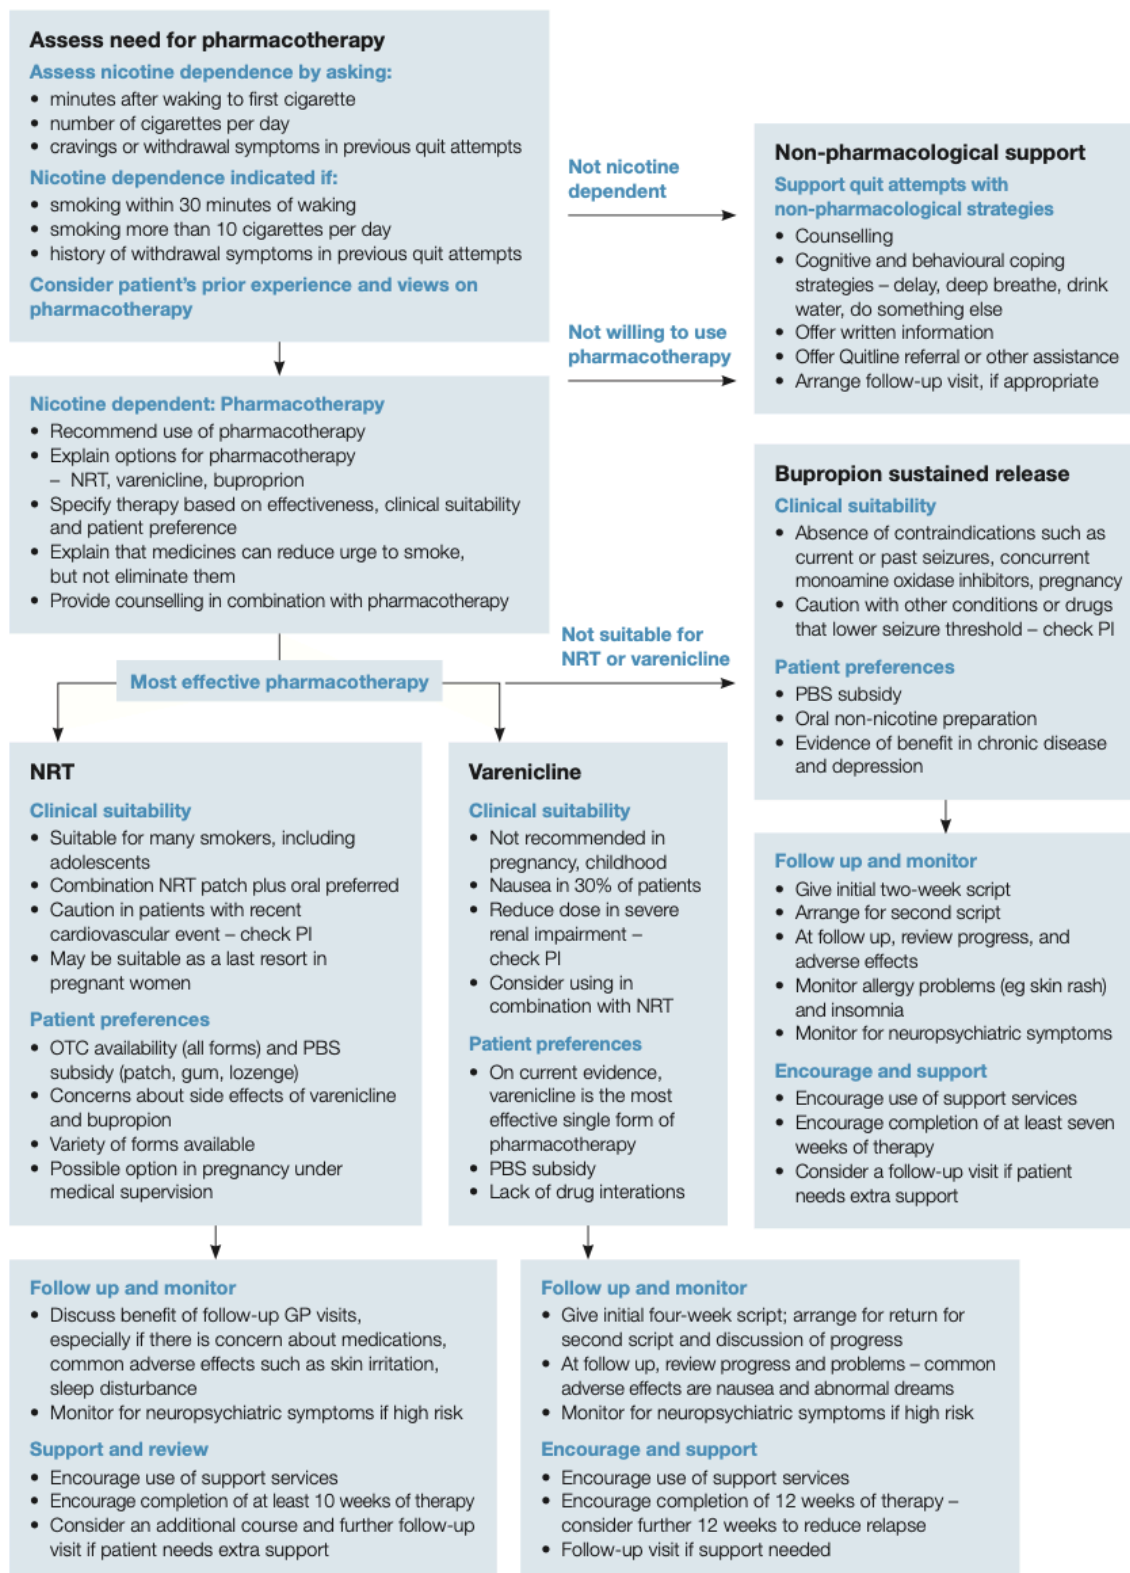 Assess need for pharmacotherapy
Assess nicotine dependence by asking:
• minutes after waking to first cigarette
• number of cigarettes per day
• cravings or withdrawal symptoms in previous quit attempts
Nicotine dependence indicated if:
• smoking within 30 minutes of waking
• smoking more than 10 cigarettes per day
• history of withdrawal symptoms in previous quit attempts
Consider patient's prior experience and views on
pharmacotherapy
Not nicotine
dependent
Not willing to use
pharmacotherapy
Non-pharmacological support
Support quit attempts with
non-pharmacological strategies
• Counselling
• Cognitive and behavioural coping
strategies – delay, deep breathe, drink
water, do something else
• Offer written information
• Offer Quitline referral or other assistance
• Arrange follow-up visit, if appropriate
Nicotine dependent: Pharmacotherapy
• Recommend use of pharmacotherapy
• Explain options for pharmacotherapy
– NRT, varenicline, buproprion
• Specify therapy based on effectiveness, clinical suitability
and patient preference
• Explain that medicines can reduce urge to smoke,
but not eliminate them
• Provide counselling in combination with pharmacotherapy
Not suitable for
NRT or varenicline
Most effective pharmacotherapy
Bupropion sustained release
Clinical suitability
• Absence of contraindications such as
current or past seizures, concurrent
monoamine oxidase inhibitors, pregnancy
• Caution with other conditions or drugs
that lower seizure threshold – check PI
Patient preferences
• PBS subsidy
• Oral non-nicotine preparation
• Evidence of benefit in chronic disease
and depression
NRT
Clinical suitability
• Suitable for many smokers, including
adolescents
• Combination NRT patch plus oral preferred
• Caution in patients with recent
cardiovascular event – check PI
• May be suitable as a last resort in
pregnant women
Patient preferences
• OTC availability (all forms) and PBS
subsidy (patch, gum, lozenge)
• Concerns about side effects of varenicline
and bupropion
• Variety of forms available
• Possible option in pregnancy under
medical supervision
Varenicline
Clinical suitability
• Not recommended in
pregnancy, childhood
• Nausea in 30% of patients
• Reduce dose in severe
renal impairment –
check PI
• Consider using in
combination with NRT
Patient preferences
• On current evidence,
varenicline is the most
effective single form of
pharmacotherapy
• PBS subsidy
• Lack of drug interations
Follow up and monitor
• Give initial two-week script
• Arrange for second script
• At follow up, review progress, and
adverse effects
• Monitor allergy problems (eg skin rash)
and insomnia
• Monitor for neuropsychiatric symptoms
Encourage and support
• Encourage use of support services
• Encourage completion of at least seven
weeks of therapy
• Consider a follow-up visit if patient
needs extra support
Follow up and monitor
• Discuss benefit of follow-up GP visits,
especially if there is concern about medications,
common adverse effects such as skin irritation,
sleep disturbance
• Monitor for neuropsychiatric symptoms if high risk
Support and review
• Encourage use of support services
• Encourage completion of at least 10 weeks of therapy
• Consider an additional course and further follow-up
visit if patient needs extra support
Follow up and monitor
• Give initial four-week script; arrange for return for
second script and discussion of progress
• At follow up, review progress and problems – common
adverse effects are nausea and abnormal dreams
• Monitor for neuropsychiatric symptoms if high risk
Encourage and support
• Encourage use of support services
• Encourage completion of 12 weeks of therapy –
consider further 12 weeks to reduce relapse
• Follow-up visit if support needed